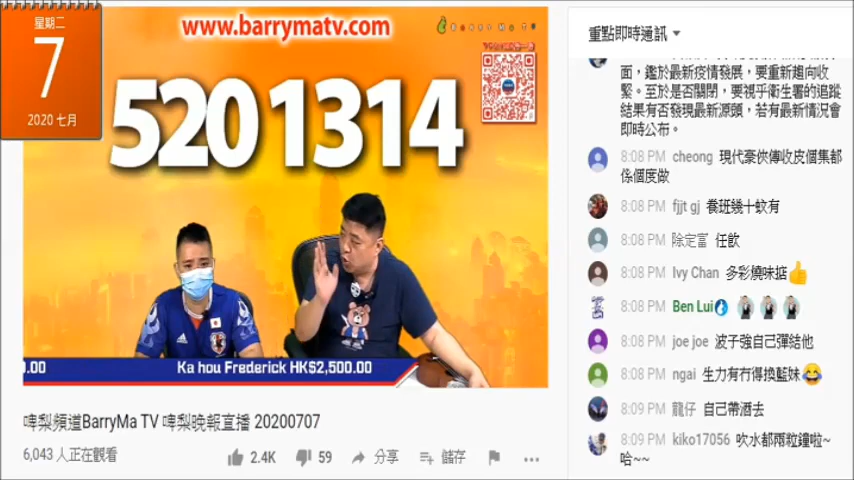 星期二
7
2020 七月
www.barrymatv.com
Barry Ma TV
520 1314
0.00
Ka hou Frederick HK$2,500.00
啤梨頻道BarryMa TV 啤梨晚報直播 20200707
6,043 人正在觀看
2.4K
59
分享
儲存
重點即時通訊
面，鑑於最新疫情發展，要重新趨向收
緊。至於是否關閉，要視乎衛生署的追蹤
結果有否發現最新源頭，若有最新情況會
即時公布。
8:08 PM cheong 現代豪俠傳收皮個集都
係個度做
8:08 PM fjjt gj 養班幾十蚊有
8:08 PM 除定富 任飲
8:08 PM Ivy Chan 多彩燒味掂👍
8:08 PM Ben Lui
8:08 PM joe joe 波子強自己彈結他
8:08 PM ngai 生力有冇得換藍妹😂
8:09 PM 龍仔 自己帶酒去
8:09 PM kiko17056 吹水都兩粒鐘啦~
哈~~